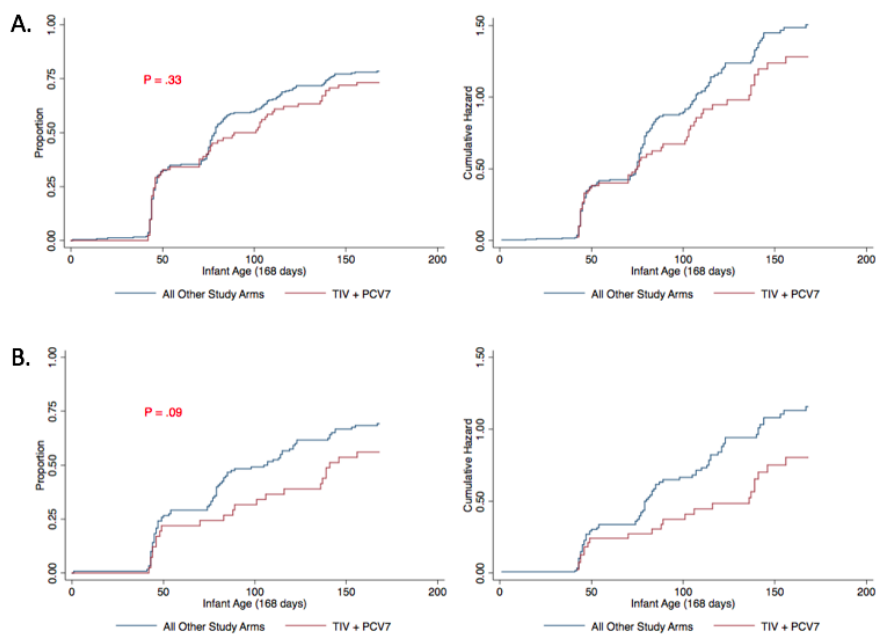 A.
1.00
0.75
0.50
0.25
0.00
Proportion
P = .33
0 50 100 150 200
Infant Age (168 days)
All Other Study Arms TIV + PCV7
1.50
1.00
0.50
0.00
Cumulative Hazard
0 50 100 150 200
Infant Age (168 days)
All Other Study Arms TIV + PCV7
B.
1.00
0.75
0.50
0.25
0.00
Proportion
P = .09
0 50 100 150 200
Infant Age (168 days)
All Other Study Arms TIV + PCV7
1.50
1.00
0.50
0.00
Cumulative Hazard
0 50 100 150 200
Infant Age (168 days)
All Other Study Arms TIV + PCV7